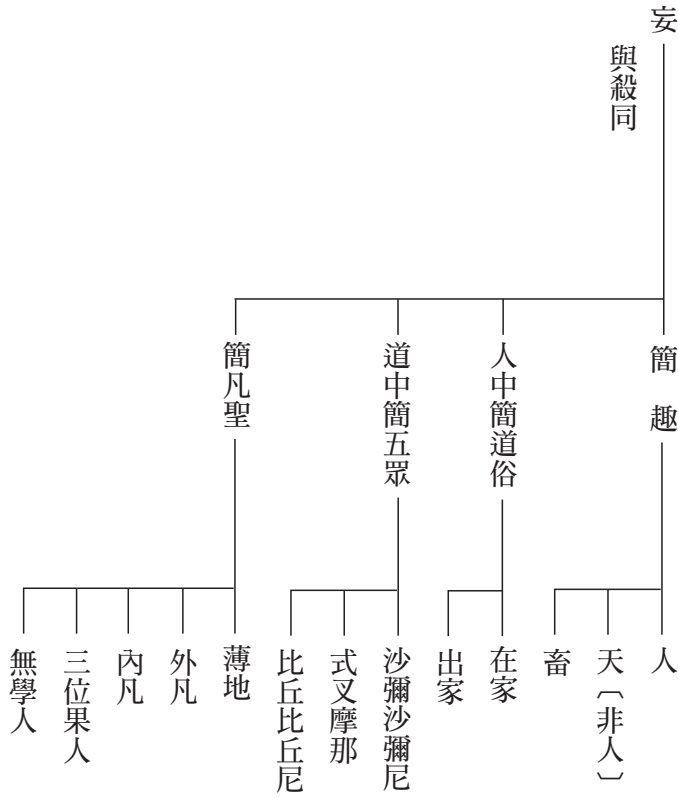 妄
與殺同
簡趣
人中簡道俗
道中簡五眾
簡凡聖
人
天〔非人〕
畜
在家
出家
沙彌沙彌尼
式叉摩那
比丘比丘尼
薄地
外凡
內凡
三位果人
無學人